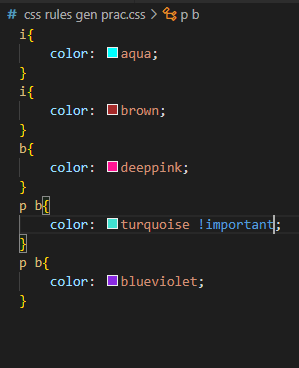 # css rules gen prac.css > p b
i{
color: aqua;
}
i{
color: brown;
}
b{
color: deeppink;
}
p b{
color: turquoise !important;
}
p b{
color: blueviolet;
}